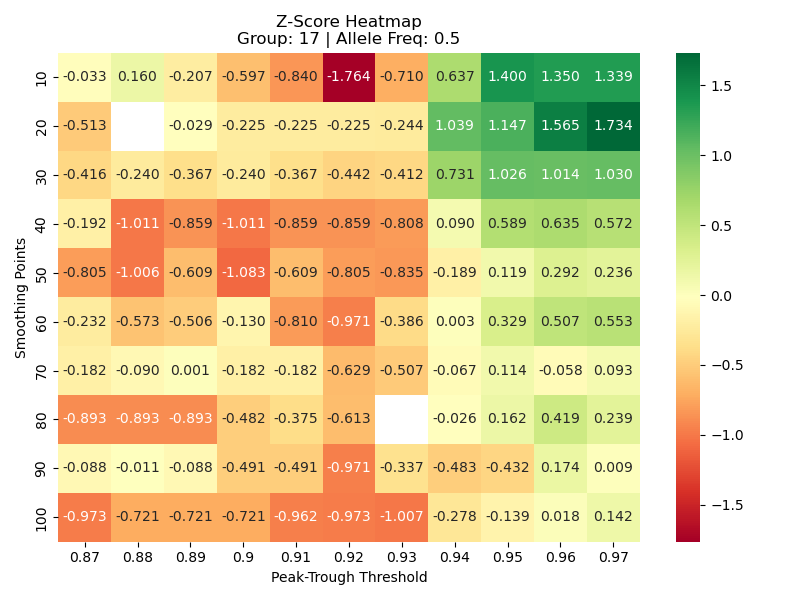 Z-Score Heatmap
Group: 17 | Allele Freq: 0.5
Smoothing Points
10 -0.033 0.160 -0.207 -0.597 -0.840 -1.764 -0.710 0.637 1.400 1.350 1.339
20 -0.513 -0.029 -0.225 -0.225 -0.225 -0.244 1.039 1.147 1.565 1.734
30 -0.416 -0.240 -0.367 -0.240 -0.367 -0.442 -0.412 0.731 1.026 1.014 1.030
40 -0.192 -1.011 -0.859 -1.011 -0.859 -0.859 -0.808 0.090 0.589 0.635 0.572
50 -0.805 -1.006 -0.609 -1.083 -0.609 -0.805 -0.835 -0.189 0.119 0.292 0.236
60 -0.232 -0.573 -0.506 -0.130 -0.810 -0.971 -0.386 0.003 0.329 0.507 0.553
70 -0.182 -0.090 0.001 -0.182 -0.182 -0.629 -0.507 -0.067 0.114 -0.058 0.093
80 -0.893 -0.893 -0.893 -0.482 -0.375 -0.613 -0.026 0.162 0.419 0.239
90 -0.088 -0.011 -0.088 -0.491 -0.491 -0.971 -0.337 -0.483 -0.432 0.174 0.009
100 -0.973 -0.721 -0.721 -0.721 -0.962 -0.973 -1.007 -0.278 -0.139 0.018 0.142
0.87 0.88 0.89 0.9 0.91 0.92 0.93 0.94 0.95 0.96 0.97
Peak-Trough Threshold
1.5
1.0
0.5
0.0
−0.5
−1.0
−1.5